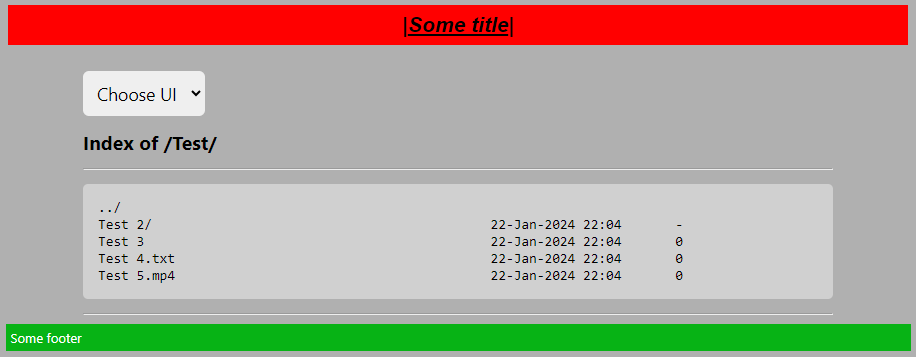 |Some title|
Choose UI
Index of /Test/
../
Test 2/ 22-Jan-2024 22:04 -
Test 3 22-Jan-2024 22:04 0
Test 4.txt 22-Jan-2024 22:04 0
Test 5.mp4 22-Jan-2024 22:04 0
Some footer